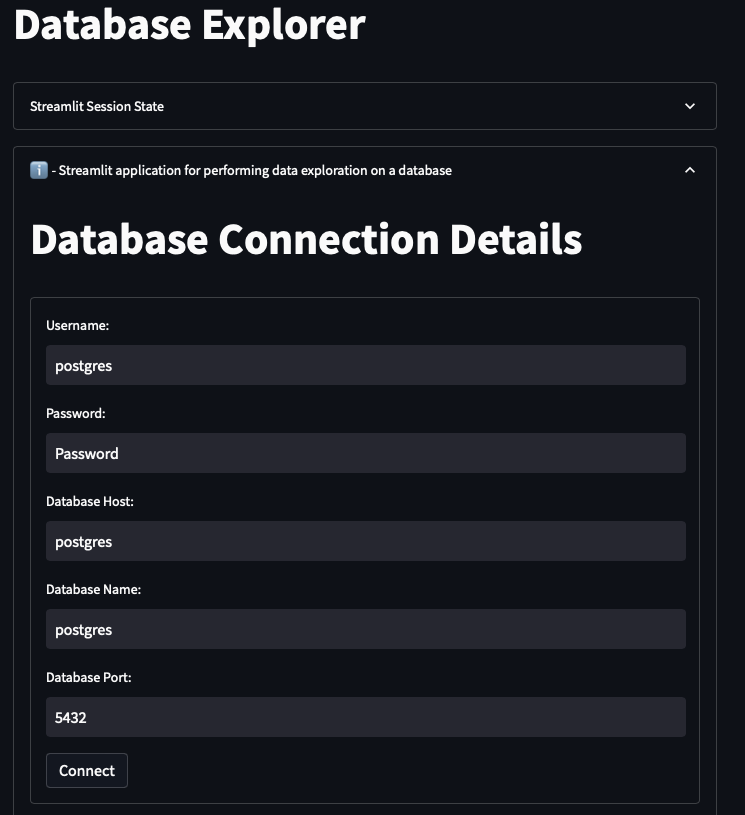 Database Explorer
Streamlit Session State
ℹ️ - Streamlit application for performing data exploration on a database
Database Connection Details
Username:
postgres
Password:
Password
Database Host:
postgres
Database Name:
postgres
Database Port:
5432
Connect